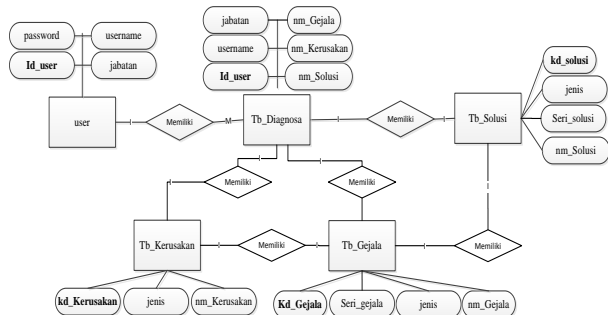 password
username
Id_user
jabatan
user
jabatan
nm_Gejala
username
nm_Kerusakan
Id_user
nm_Solusi
Memiliki
M
Tb_Diagnosa
Memiliki
Tb_Solusi
kd_solusi
jenis
Seri_solusi
nm_Solusi
Memiliki
Memiliki
Tb_Kerusakan
Memiliki
Tb_Gejala
Memiliki
kd_Kerusakan
jenis
nm_Kerusakan
Kd_Gejala
Seri_gejala
jenis
nm_Gejala